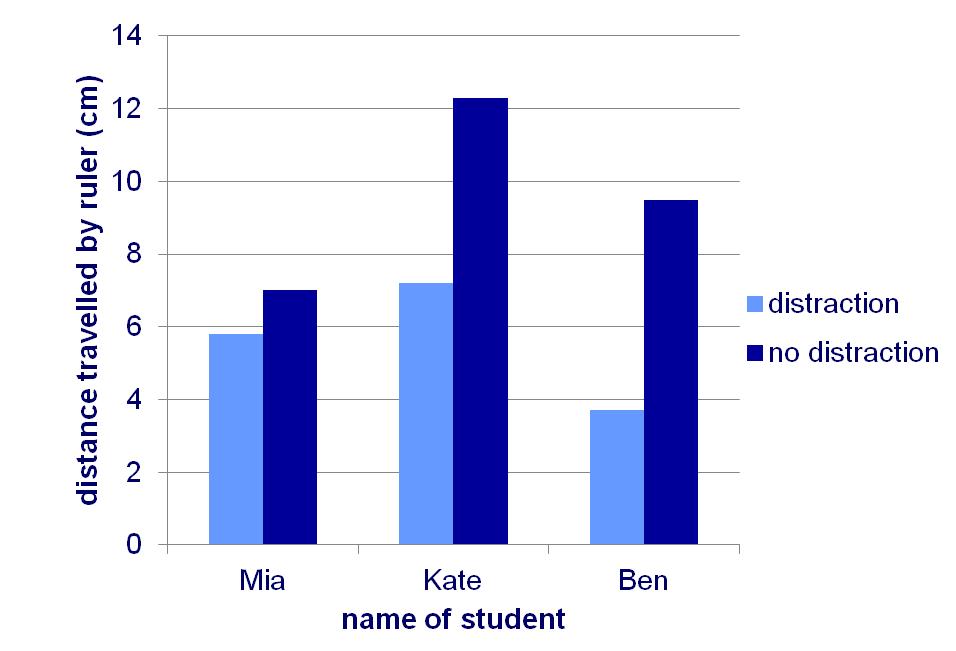 distance travelled by ruler (cm)
14
12
10
8
6
4
2
0
Mia Kate Ben
name of student
distraction
no distraction